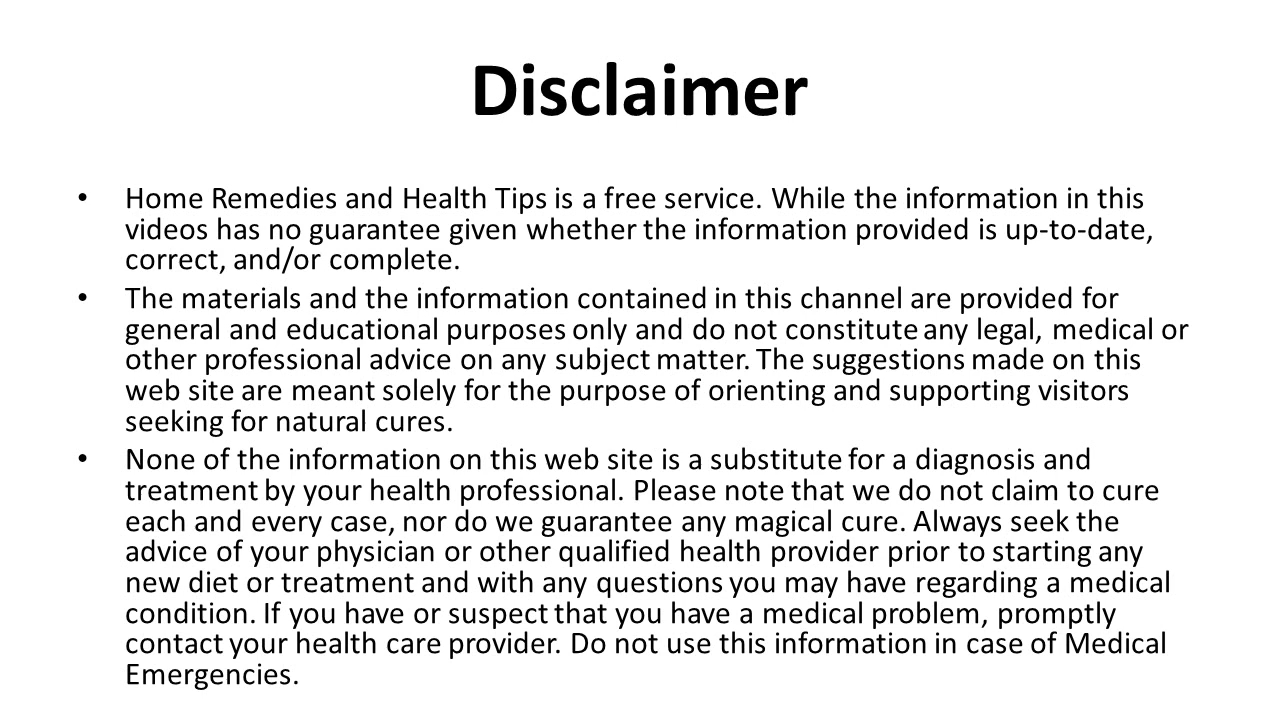 Disclaimer
• Home Remedies and Health Tips is a free service. While the information in this
videos has no guarantee given whether the information provided is up-to-date,
correct, and/or complete.
• The materials and the information contained in this channel are provided for
general and educational purposes only and do not constitute any legal, medical or
other professional advice on any subject matter. The suggestions made on this
web site are meant solely for the purpose of orienting and supporting visitors
seeking for natural cures.
• None of the information on this web site is a substitute for a diagnosis and
treatment by your health professional. Please note that we do not claim to cure
each and every case, nor do we guarantee any magical cure. Always seek the
advice of your physician or other qualified health provider prior to starting any
new diet or treatment and with any questions you may have regarding a medical
condition. If you have or suspect that you have a medical problem, promptly
contact your health care provider. Do not use this information in case of Medical
Emergencies.